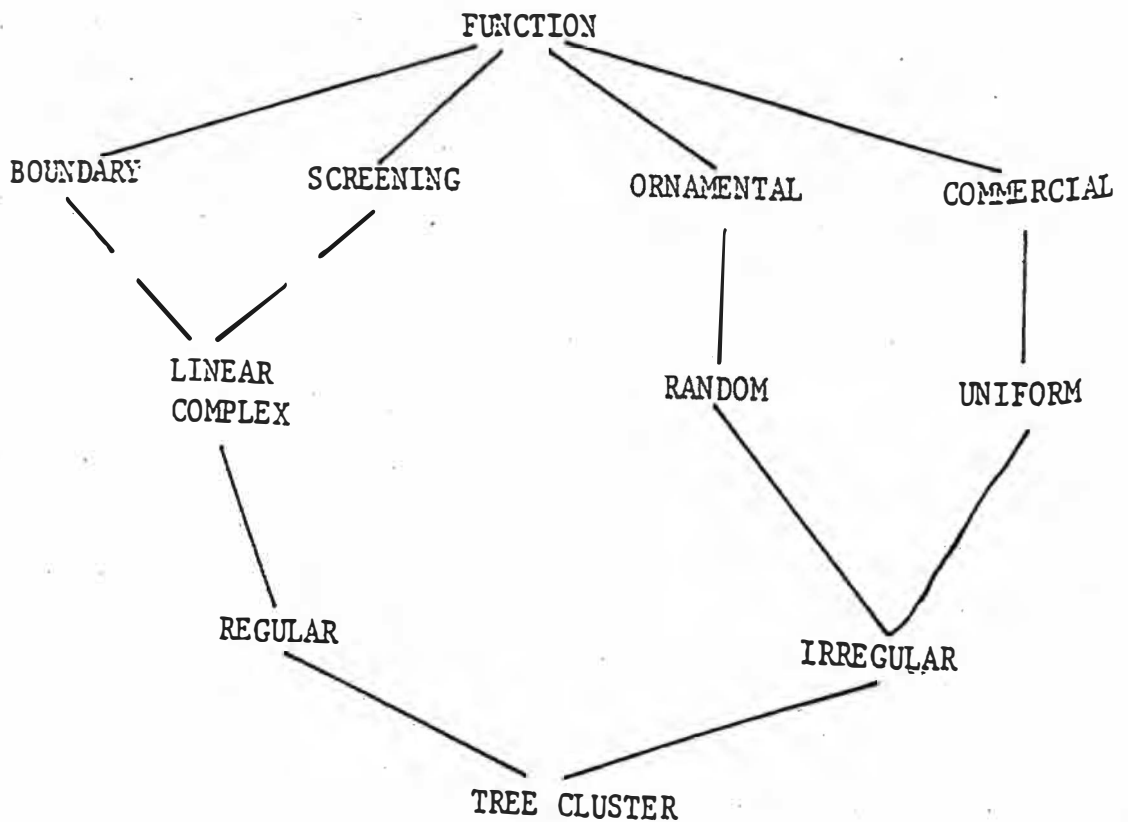 FUNCTION
BOUNDARY
SCREENING
ORNAMENTAL
COMMERCIAL
LINEAR
COMPLEX
RANDOM
UNIFORM
REGULAR
IRREGULAR
TREE CLUSTER